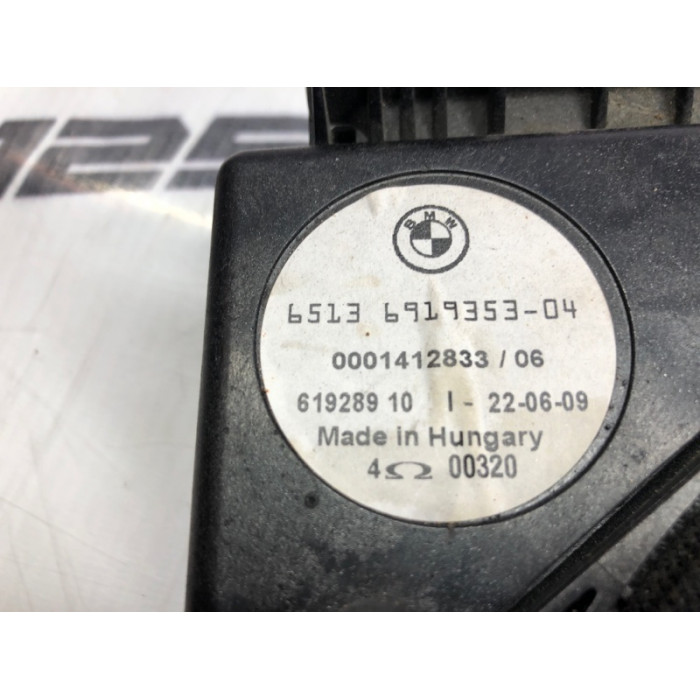 BMW
6513 6919353-04
0001412833 / 06
619289 10 I - 22-06-09
Made in Hungary
4Ω 00320